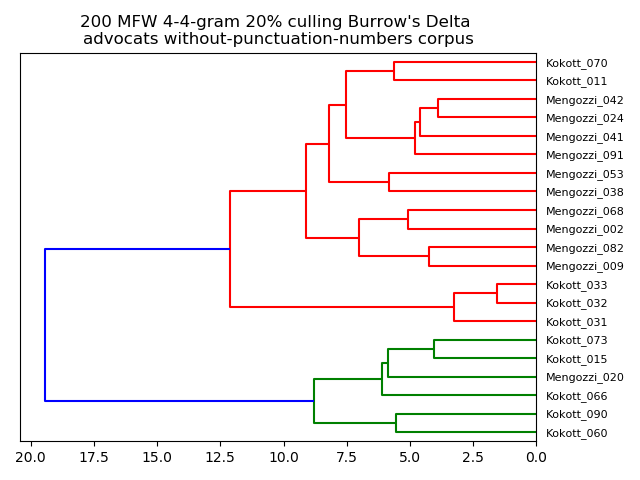 200 MFW 4-4-gram 20% culling Burrow's Delta
advocats without-punctuation-numbers corpus
Kokott_070
Kokott_011
Mengozzi_042
Mengozzi_024
Mengozzi_041
Mengozzi_091
Mengozzi_053
Mengozzi_038
Mengozzi_068
Mengozzi_002
Mengozzi_082
Mengozzi_009
Kokott_033
Kokott_032
Kokott_031
Kokott_073
Kokott_015
Mengozzi_020
Kokott_066
Kokott_090
Kokott_060
20.0 17.5 15.0 12.5 10.0 7.5 5.0 2.5 0.0